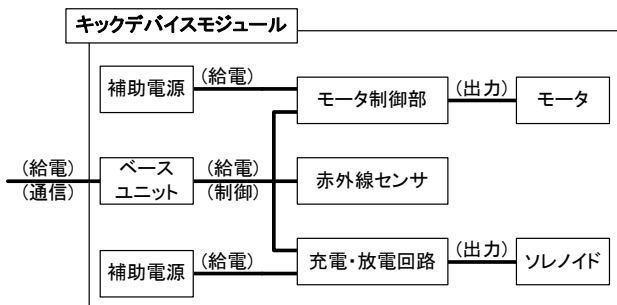 キックデバイスモジュール
補助電源
(給電)
モータ制御部
(出力)
モータ
(給電)
(通信)
ベース
ユニット
(給電)
(制御)
赤外線センサ
補助電源
(給電)
充電・放電回路
(出力)
ソレノイド